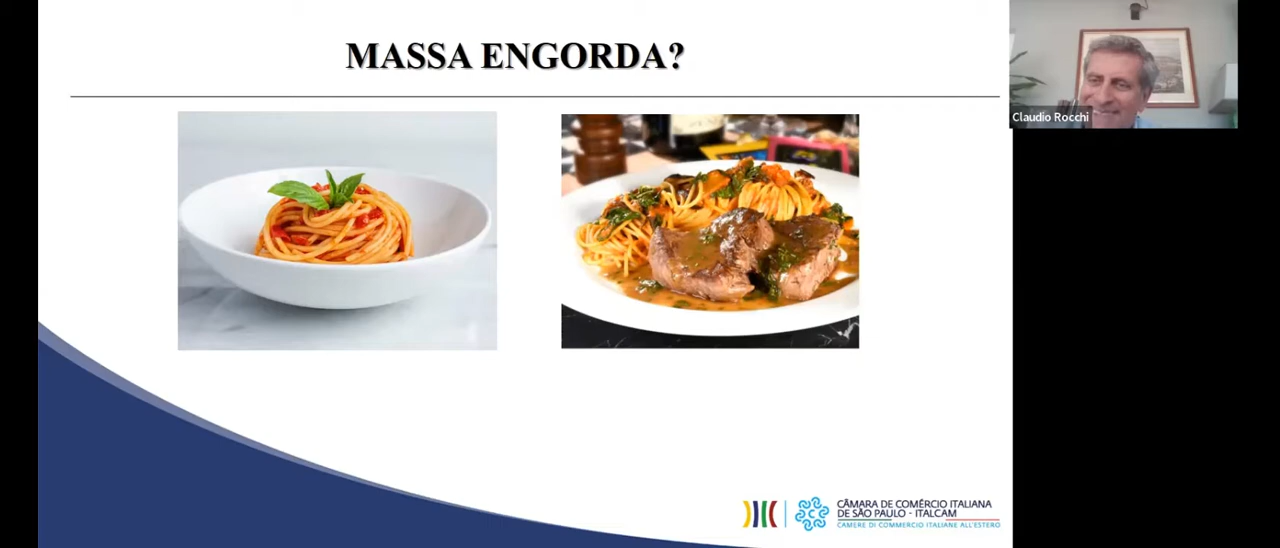 MASSA ENGORDA?
Claudio Rocchi
CÂMARA DE COMÉRCIO ITALIANA
DE SÃO PAULO - ITALCAM
CAMERE DI COMMERCIO ITALIANE ALL'ESTERO